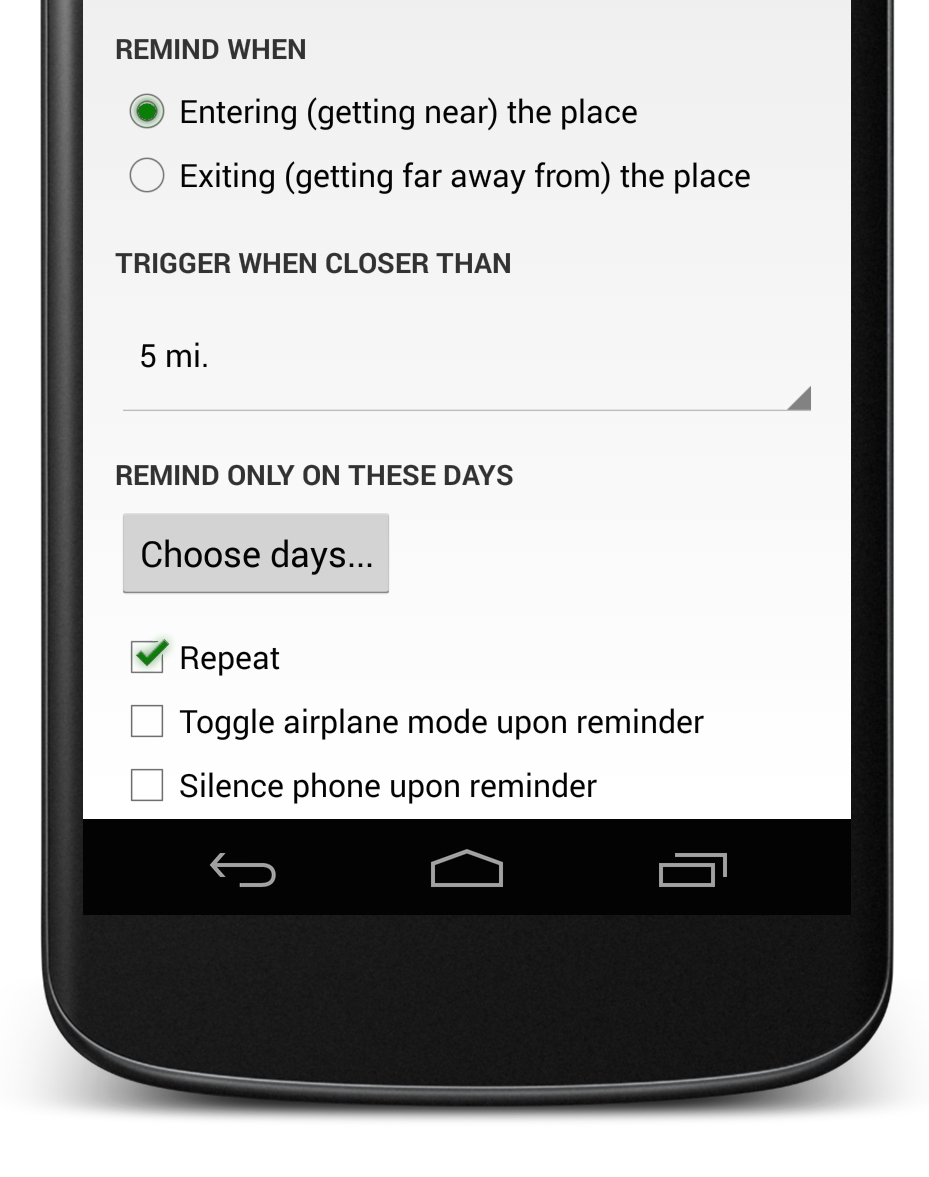 REMIND WHEN
Entering (getting near) the place
Exiting (getting far away from) the place
TRIGGER WHEN CLOSER THAN
5 mi.
REMIND ONLY ON THESE DAYS
Choose days...
Repeat
Toggle airplane mode upon reminder
Silence phone upon reminder